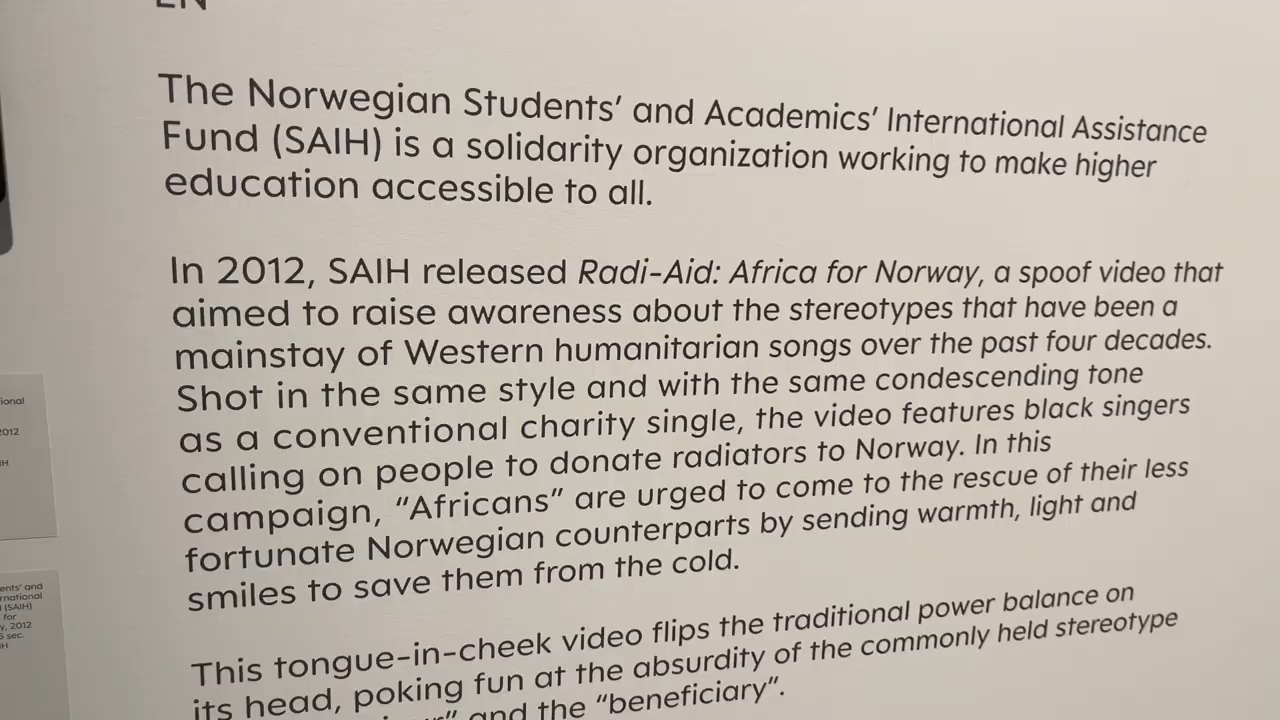 EN
The Norwegian Students’ and Academics’ International Assistance
Fund (SAIH) is a solidarity organization working to make higher
education accessible to all.
In 2012, SAIH released Radi-Aid: Africa for Norway, a spoof video that
aimed to raise awareness about the stereotypes that have been a
mainstay of Western humanitarian songs over the past four decades.
Shot in the same style and with the same condescending tone
as a conventional charity single, the video features black singers
calling on people to donate radiators to Norway. In this
campaign, “Africans” are urged to come to the rescue of their less
fortunate Norwegian counterparts by sending warmth, light and
smiles to save them from the cold.
This tongue-in-cheek video flips the traditional power balance on
its head, poking fun at the absurdity of the commonly held stereotype
and the “beneficiary”.
2012
(SAIH)
for
2012
sec.